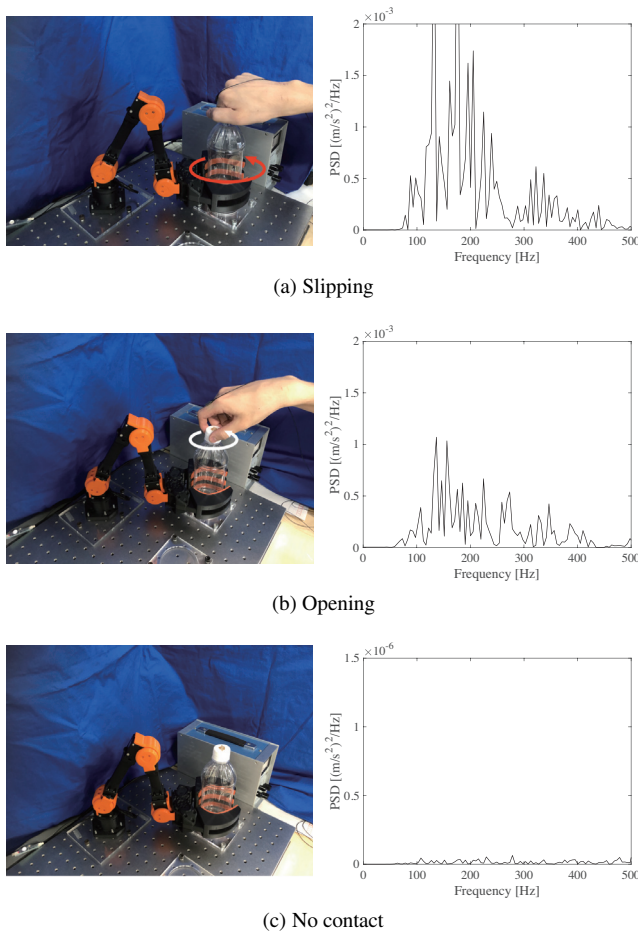 ×10⁻³
2
1.5
1
0.5
0
PSD [(m/s²)²/Hz]
0 100 200 300 400 500
Frequency [Hz]
(a) Slipping
×10⁻³
2
1.5
1
0.5
0
PSD [(m/s²)²/Hz]
0 100 200 300 400 500
Frequency [Hz]
(b) Opening
×10⁻⁶
1.5
1
0.5
0
PSD [(m/s²)²/Hz]
0 100 200 300 400 500
Frequency [Hz]
(c) No contact